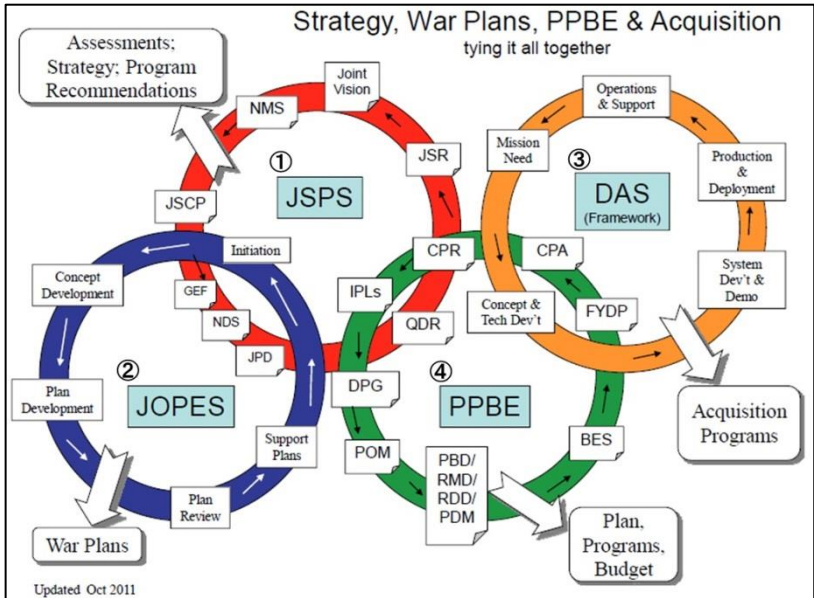 Strategy, War Plans, PPBE & Acquisition
tying it all together
Assessments;
Strategy; Program
Recommendations
NMS
Joint
Vision
JSR
①
JSPS
JSCP
GEF
NDS
JPD
QDR
CPR
Initiation
Concept
Development
②
JOPES
Plan
Development
Plan
Review
Support
Plans
War Plans
Operations
& Support
Mission
Need
③
DAS
(Framework)
Production
&
Deployment
System
Dev't &
Demo
Concept &
Tech Dev't
Acquisition
Programs
CPA
IPLs
FYDP
④
PPBE
DPG
POM
PBD/
RMD/
RDD/
PDM
BES
Plan,
Programs,
Budget
Updated Oct 2011